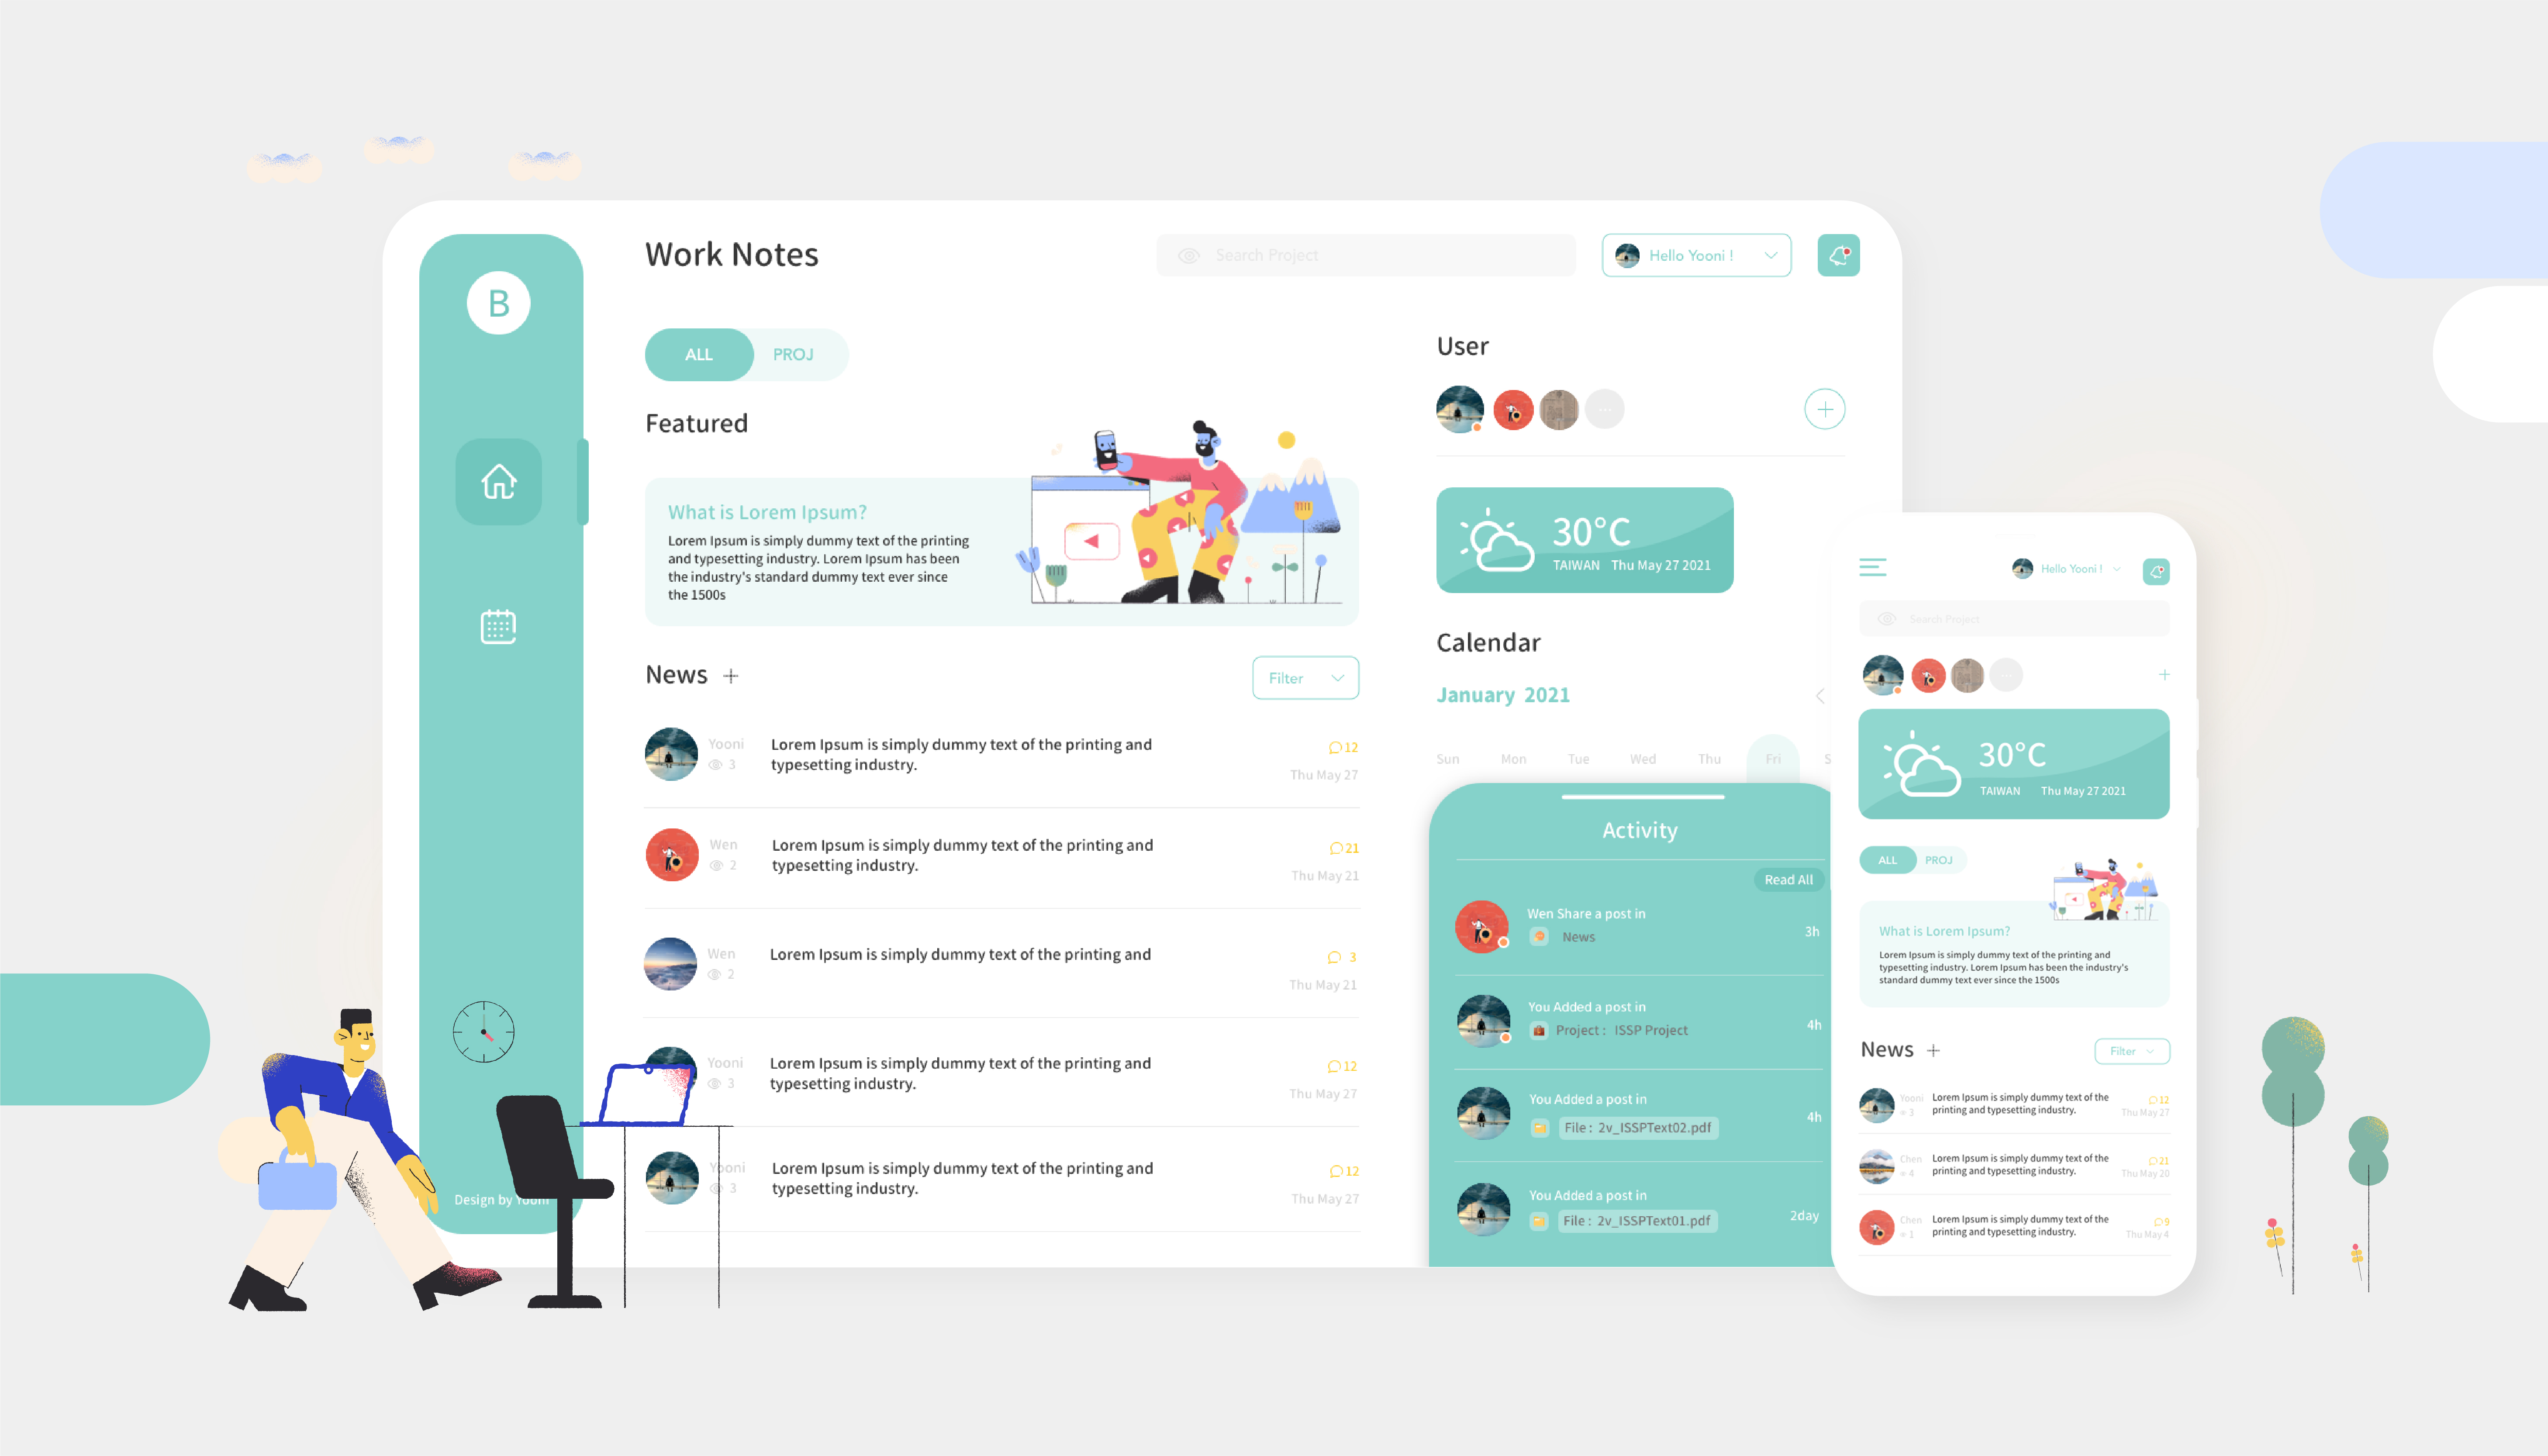 B
Design by Yooni
Work Notes
Search Project
Hello Yooni !
ALL
PROJ
Featured
What is Lorem Ipsum?
Lorem Ipsum is simply dummy text of the printing
and typesetting industry. Lorem Ipsum has been
the industry's standard dummy text ever since
the 1500s
News +
Filter
Yooni
3
Lorem Ipsum is simply dummy text of the printing and
typesetting industry.
12
Thu May 27
Wen
2
Lorem Ipsum is simply dummy text of the printing and
typesetting industry.
21
Thu May 21
Wen
2
Lorem Ipsum is simply dummy text of the printing and
3
Thu May 21
Yooni
3
Lorem Ipsum is simply dummy text of the printing and
typesetting industry.
12
Thu May 27
Yooni
3
Lorem Ipsum is simply dummy text of the printing and
typesetting industry.
12
Thu May 27
User
...
30°C
TAIWAN Thu May 27 2021
Calendar
January 2021
Sun Mon Tue Wed Thu Fri S
Activity
Read All
Wen Share a post in
News
3h
You Added a post in
Project : ISSP Project
4h
You Added a post in
File : 2v_ISSPText02.pdf
4h
You Added a post in
File : 2v_ISSPText01.pdf
2day
Hello Yooni !
Search Project
...
+
30°C
TAIWAN Thu May 27 2021
ALL
PROJ
What is Lorem Ipsum?
Lorem Ipsum is simply dummy text of the printing and
typesetting industry. Lorem Ipsum has been the industry's
standard dummy text ever since the 1500s
News +
Filter
Yooni
3
Lorem Ipsum is simply dummy text of the
printing and typesetting industry.
12
Thu May 27
Chen
4
Lorem Ipsum is simply dummy text of the
printing and typesetting industry.
21
Thu May 20
Chen
1
Lorem Ipsum is simply dummy text of the
printing and typesetting industry.
9
Thu May 4